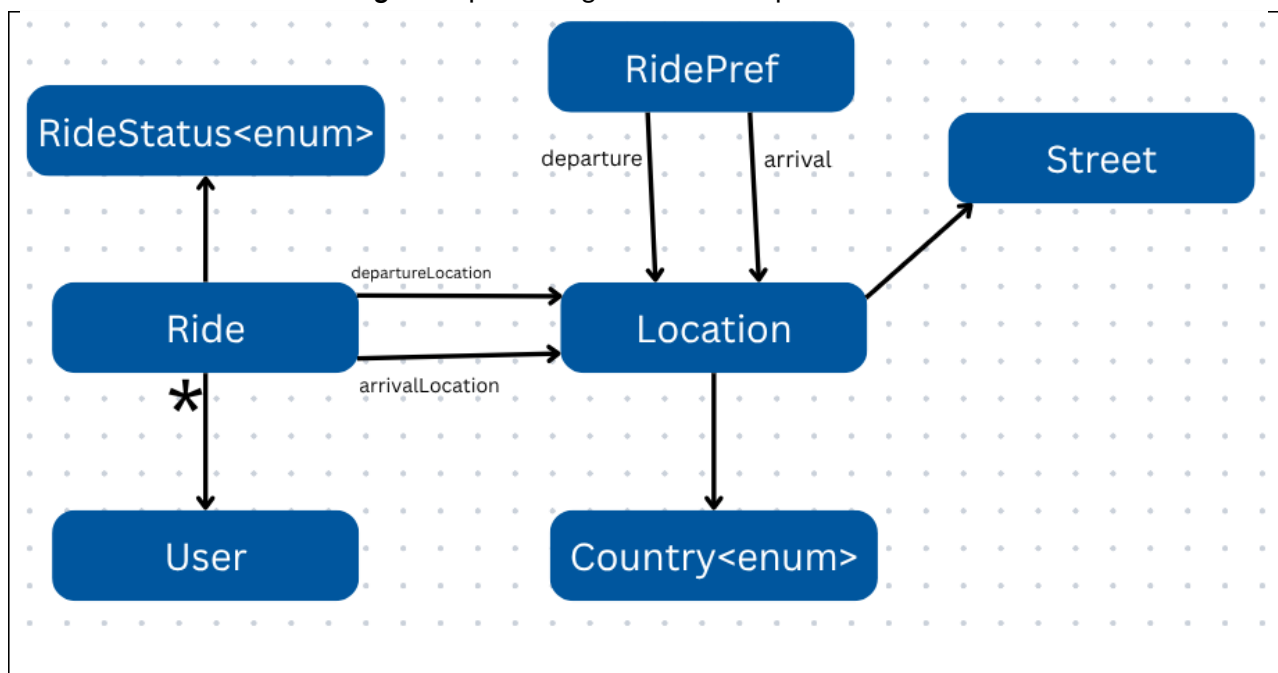 RidePref
RideStatus<enum>
departure
arrival
Street
departureLocation
Ride
Location
arrivalLocation
*
User
Country<enum>